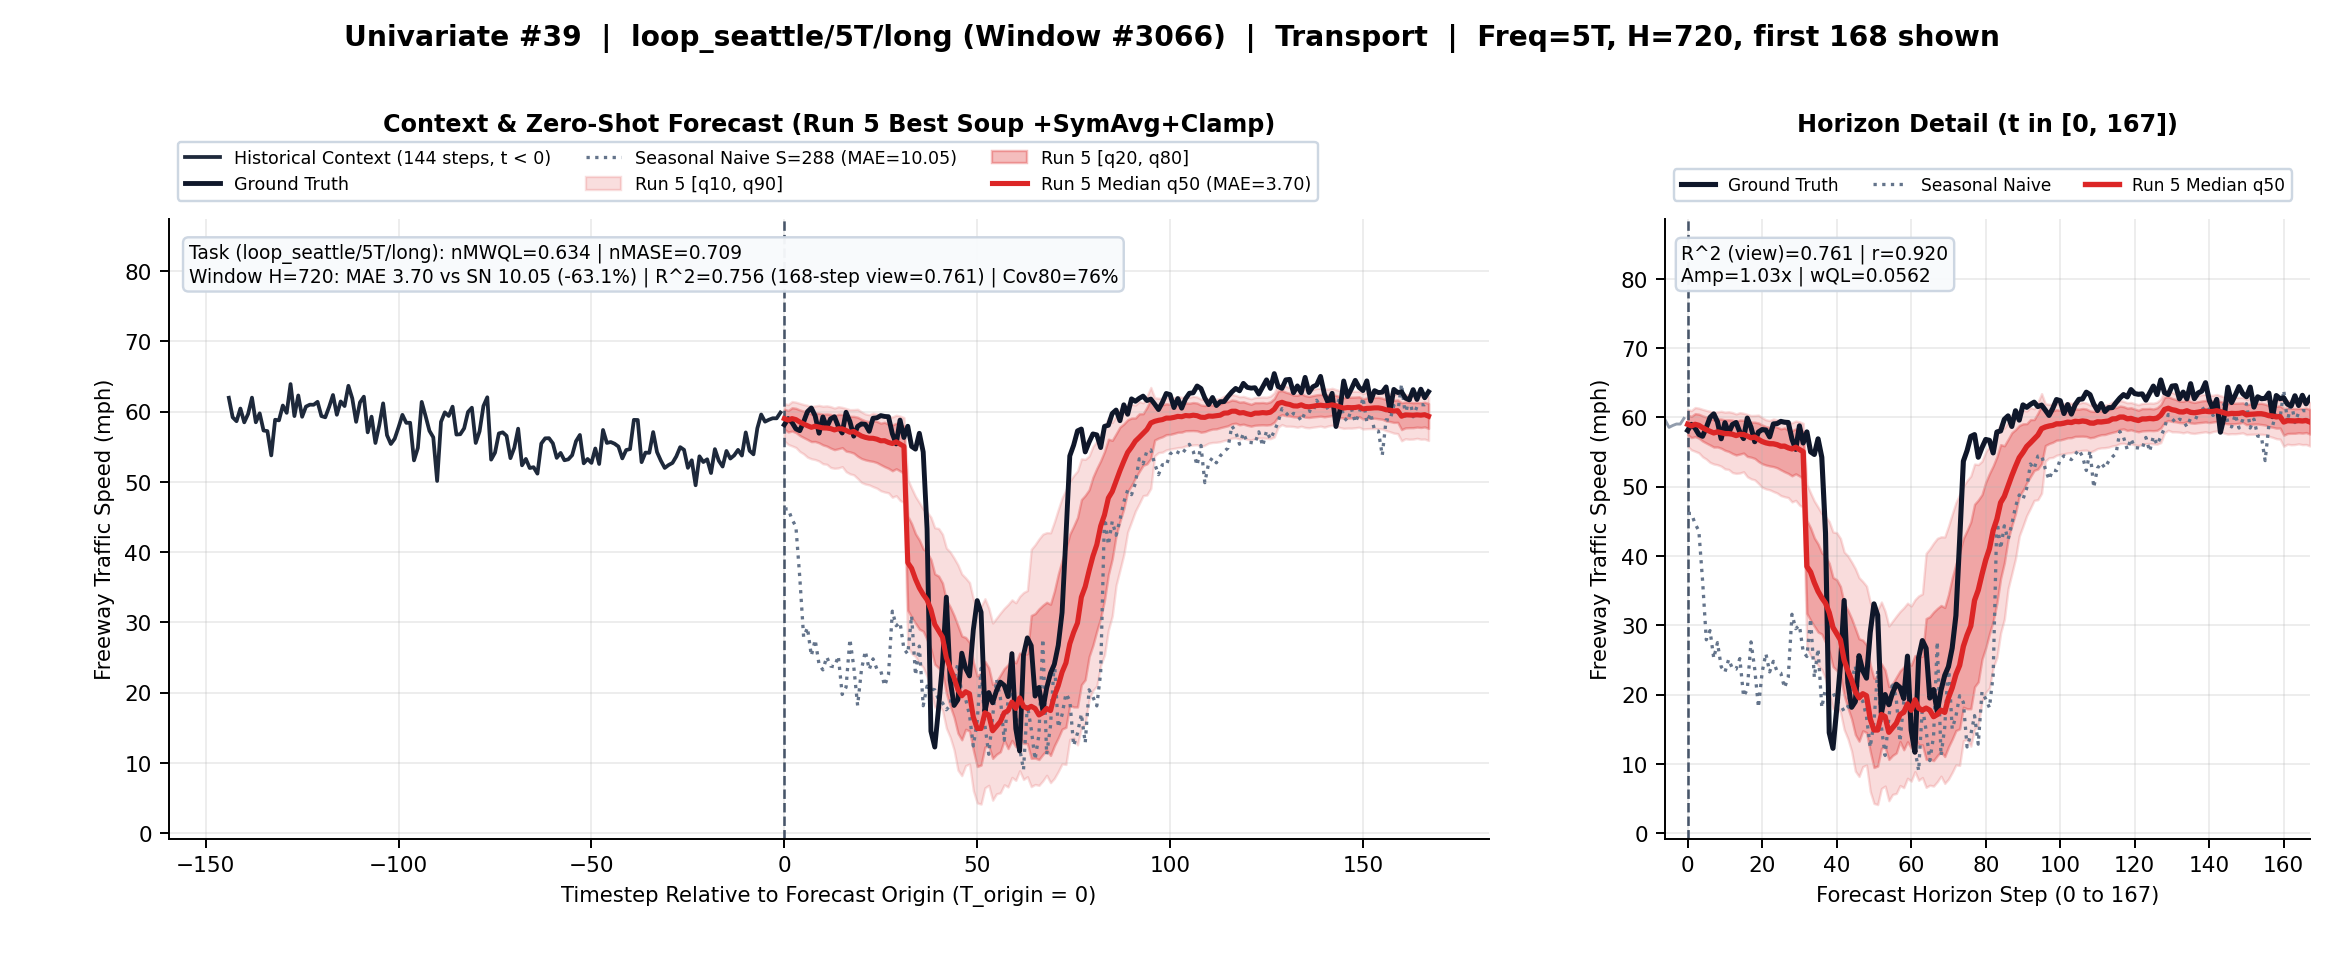 Univariate #39 | loop_seattle/5T/long (Window #3066) | Transport | Freq=5T, H=720, first 168 shown
Context & Zero-Shot Forecast (Run 5 Best Soup +SymAvg+Clamp)
Historical Context (144 steps, t < 0)
Ground Truth
Seasonal Naive S=288 (MAE=10.05)
Run 5 [q10, q90]
Run 5 [q20, q80]
Run 5 Median q50 (MAE=3.70)
Task (loop_seattle/5T/long): nMWQL=0.634 | nMASE=0.709
Window H=720: MAE 3.70 vs SN 10.05 (-63.1%) | R^2=0.756 (168-step view=0.761) | Cov80=76%
Freeway Traffic Speed (mph)
80
70
60
50
40
30
20
10
0
−150 −100 −50 0 50 100 150
Timestep Relative to Forecast Origin (T_origin = 0)
Horizon Detail (t in [0, 167])
Ground Truth Seasonal Naive Run 5 Median q50
R^2 (view)=0.761 | r=0.920
Amp=1.03x | wQL=0.0562
Freeway Traffic Speed (mph)
80
70
60
50
40
30
20
10
0
0 20 40 60 80 100 120 140 160
Forecast Horizon Step (0 to 167)